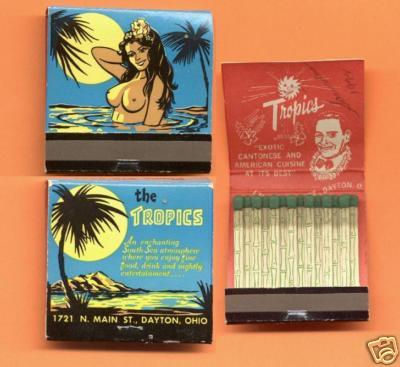 the
TROPICS
An enchanting
South Sea atmosphere
where you enjoy fine
food, drink and nightly
entertainment....
1721 N. MAIN ST., DAYTON, OHIO
Tropics
"EXOTIC
CANTONESE AND
AMERICAN CUISINE
AT ITS BEST"
DAYTON, O.